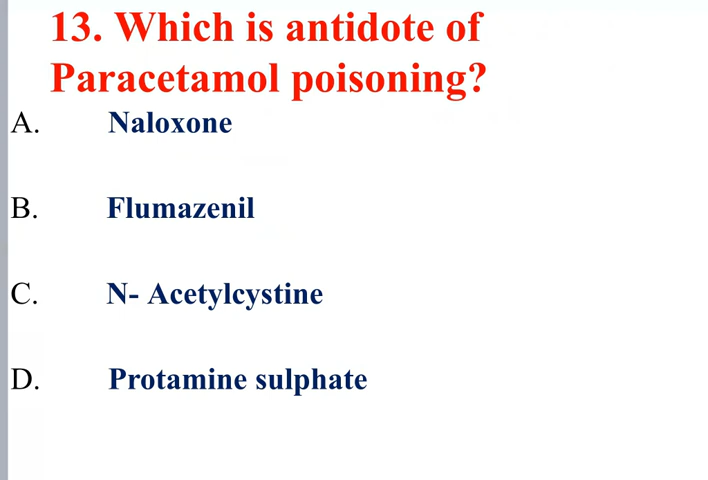 13. Which is antidote of
Paracetamol poisoning?
A. Naloxone
B. Flumazenil
C. N- Acetylcystine
D. Protamine sulphate